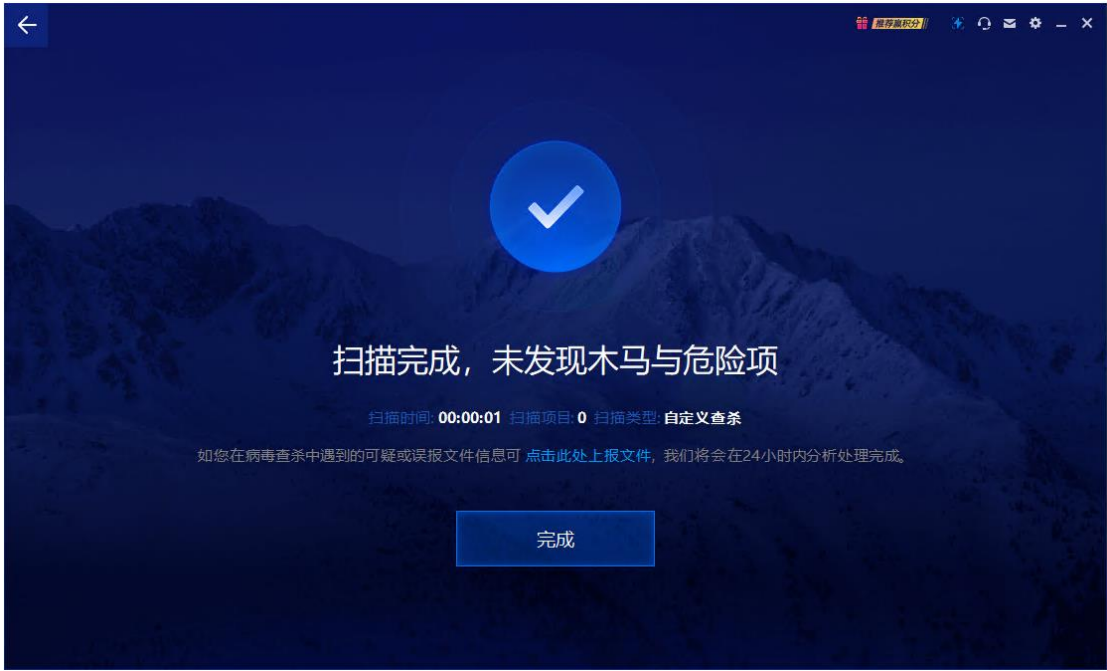 推荐赢积分
扫描完成，未发现木马与危险项
扫描时间: 00:00:01 扫描项目: 0 扫描类型: 自定义查杀
如您在病毒查杀中遇到的可疑或误报文件信息可 点击此处上报文件，我们将会在24小时内分析处理完成。
完成